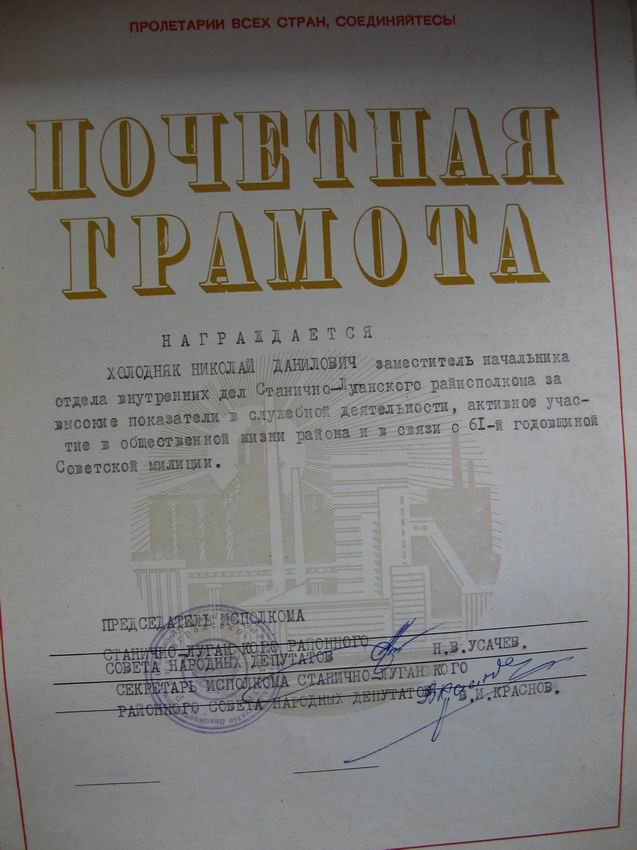 ПРОЛЕТАРИИ ВСЕХ СТРАН, СОЕДИНЯЙТЕСЬ!
ПОЧЕТНАЯ
ГРАМОТА
НАГРАЖДАЕТСЯ
ХОЛОДНЯК НИКОЛАЙ ДАНИЛОВИЧ заместитель начальника
отдела внутренних дел Станично-Луганского райисполкома за
высокие показатели в служебной деятельности, активное учас-
тие в общественной жизни района и в связи с 61-й годовщиной
Советской милиции.
ПРЕДСЕДАТЕЛЬ ИСПОЛКОМА
СТАНИЧНО-ЛУГАНСКОГО РАЙОННОГО
СОВЕТА НАРОДНЫХ ДЕПУТАТОВ Н.В.УСАЧЕВ.
СЕКРЕТАРЬ ИСПОЛКОМА СТАНИЧНО-ЛУГАНСКОГО
РАЙОННОГО СОВЕТА НАРОДНЫХ ДЕПУТАТОВ В.И.КРАСНОВ.